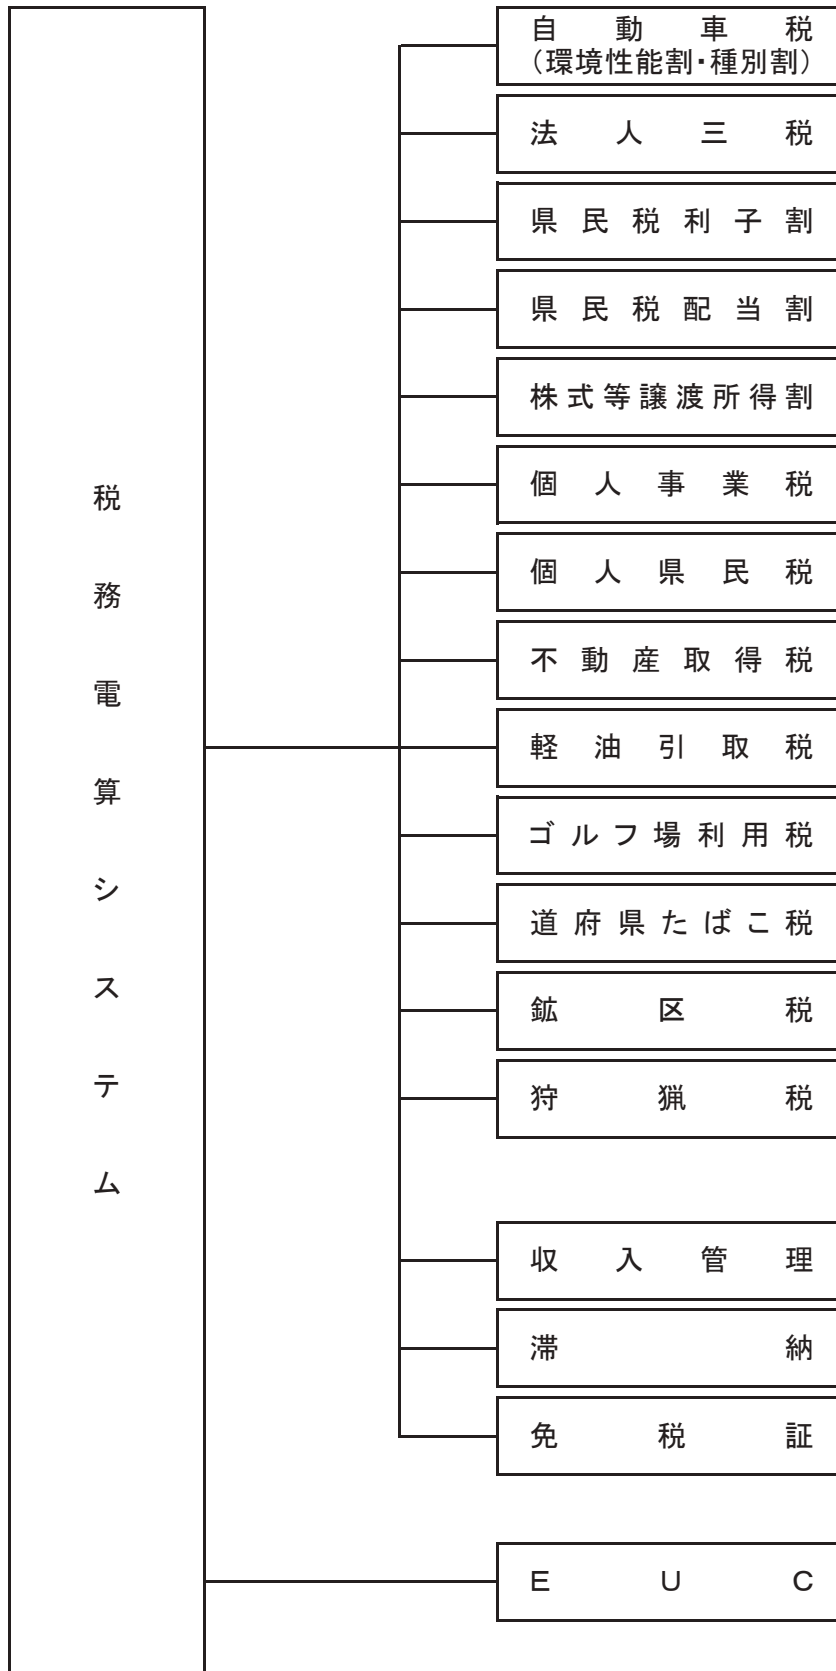 税務電算システム
自動車税
(環境性能割・種別割)
法人三税
県民税利子割
県民税配当割
株式等譲渡所得割
個人事業税
個人県民税
不動産取得税
軽油引取税
ゴルフ場利用税
道府県たばこ税
鉱区税
狩猟税
収入管理
滞納
免税証
EUC